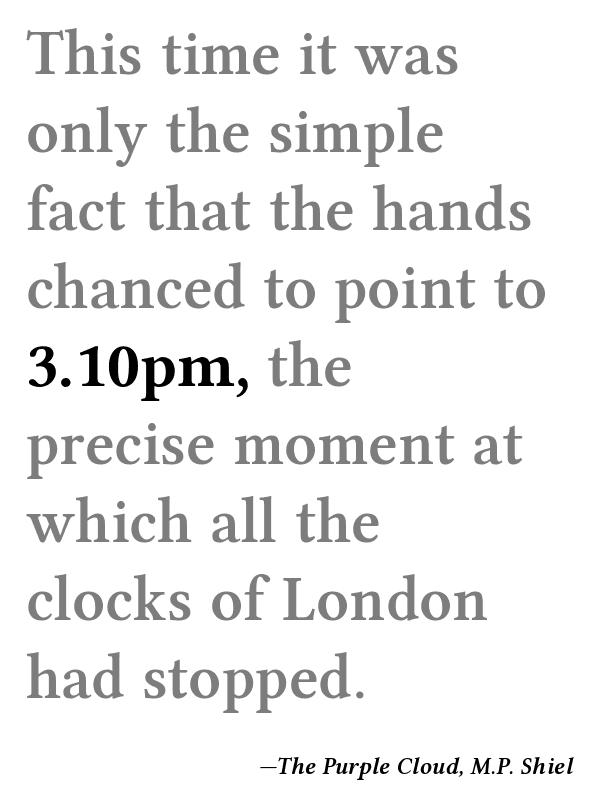 This time it was
only the simple
fact that the hands
chanced to point to
3.10pm, the
precise moment at
which all the
clocks of London
had stopped.
—The Purple Cloud, M.P. Shiel